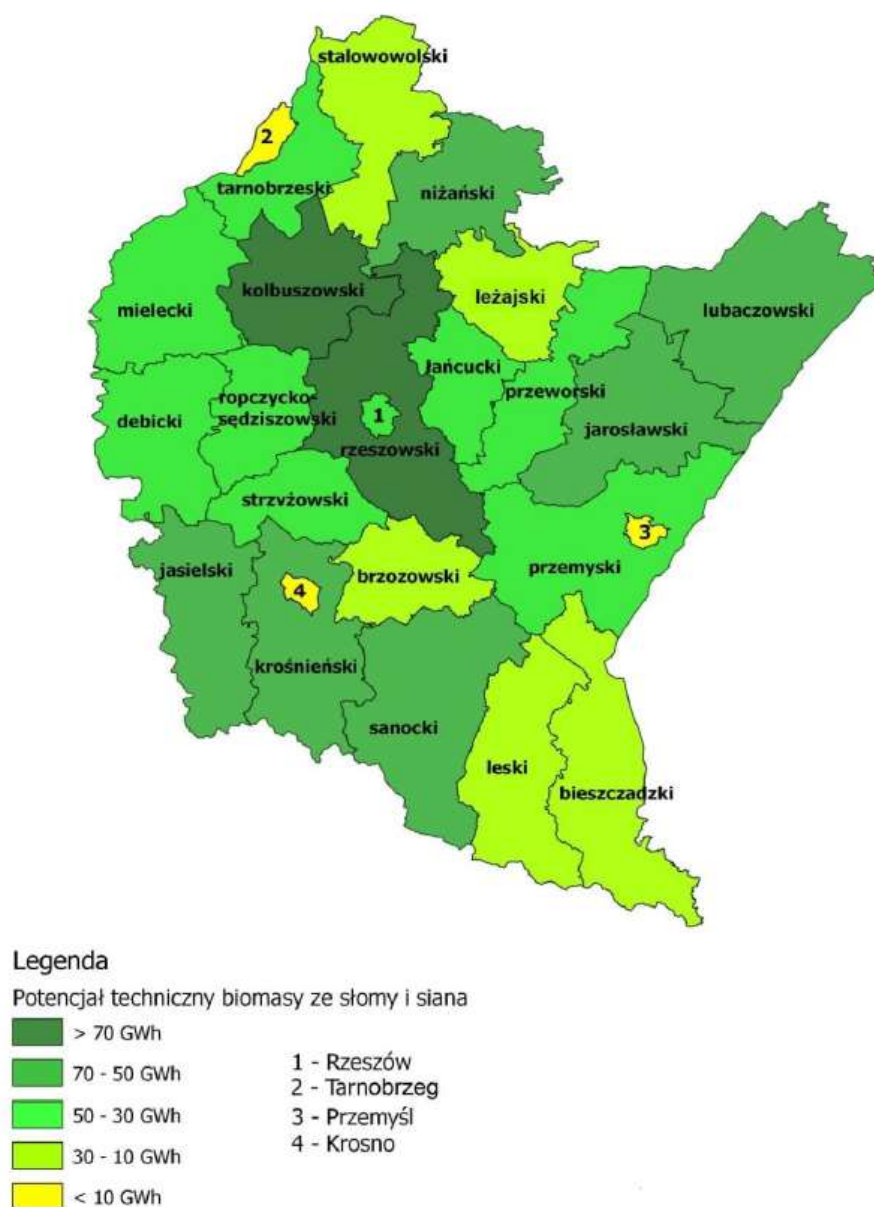 stalowowolski
2
tarnobrzeski
niżański
kolbuszowski
leżajski
mielecki
lubaczowski
łańcucki
ropczycko-
sędziszowski
przeworski
debicki
1
jarosławski
rzeszowski
strzyżowski
3
jasielski
brzozowski
przemyski
4
krośnieński
sanocki
leski
bieszczadzki
Legenda
Potencjał techniczny biomasy ze słomy i siana
> 70 GWh
70 - 50 GWh
50 - 30 GWh
30 - 10 GWh
< 10 GWh
1 - Rzeszów
2 - Tarnobrzeg
3 - Przemyśl
4 - Krosno